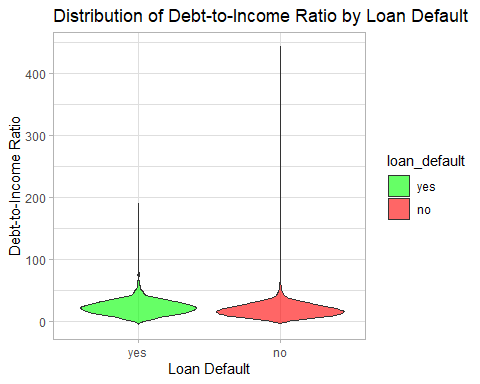 Distribution of Debt-to-Income Ratio by Loan Default
Debt-to-Income Ratio
400
300
200
100
0
yes
no
Loan Default
loan_default
yes
no